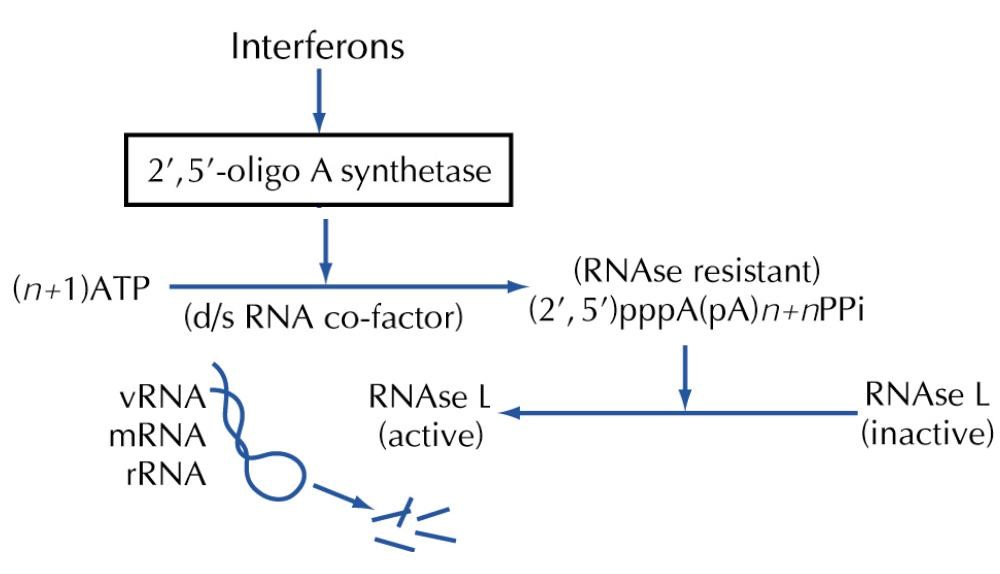 Interferons
2′,5′-oligo A synthetase
(n+1)ATP
(d/s RNA co-factor)
(RNAse resistant)
(2′,5′)pppA(pA)n+nPPi
vRNA
mRNA
rRNA
RNAse L
(active)
RNAse L
(inactive)